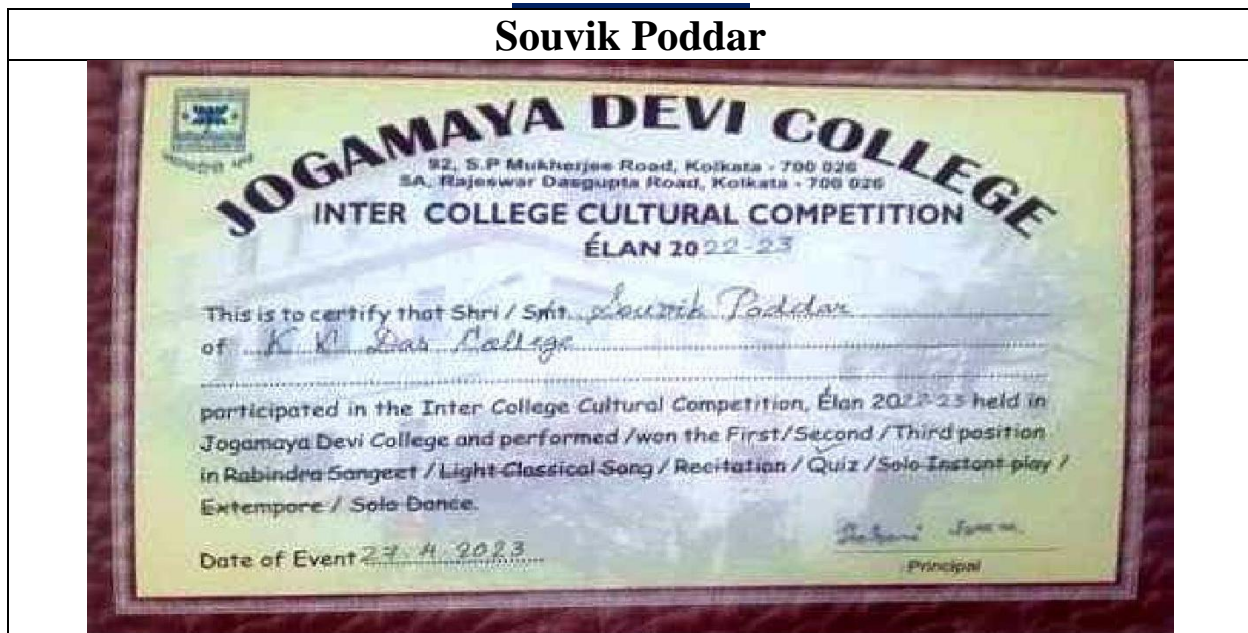 Souvik Poddar
JOGAMAYA DEVI COLLEGE
92, S.P Mukherjee Road, Kolkata - 700 026
5A, Rajeswar Dasgupta Road, Kolkata - 700 026
INTER COLLEGE CULTURAL COMPETITION
ÉLAN 2022-23
This is to certify that Shri / Smt. Souvik Poddar
of K K Das College
participated in the Inter College Cultural Competition, Élan 2022-23 held in
Jogamaya Devi College and performed /won the First/Second/Third position
in Rabindra Sangeet / Light Classical Song / Recitation / Quiz / Solo Instant play /
Extempore / Solo Dance.
Date of Event 27 4 2023
Principal